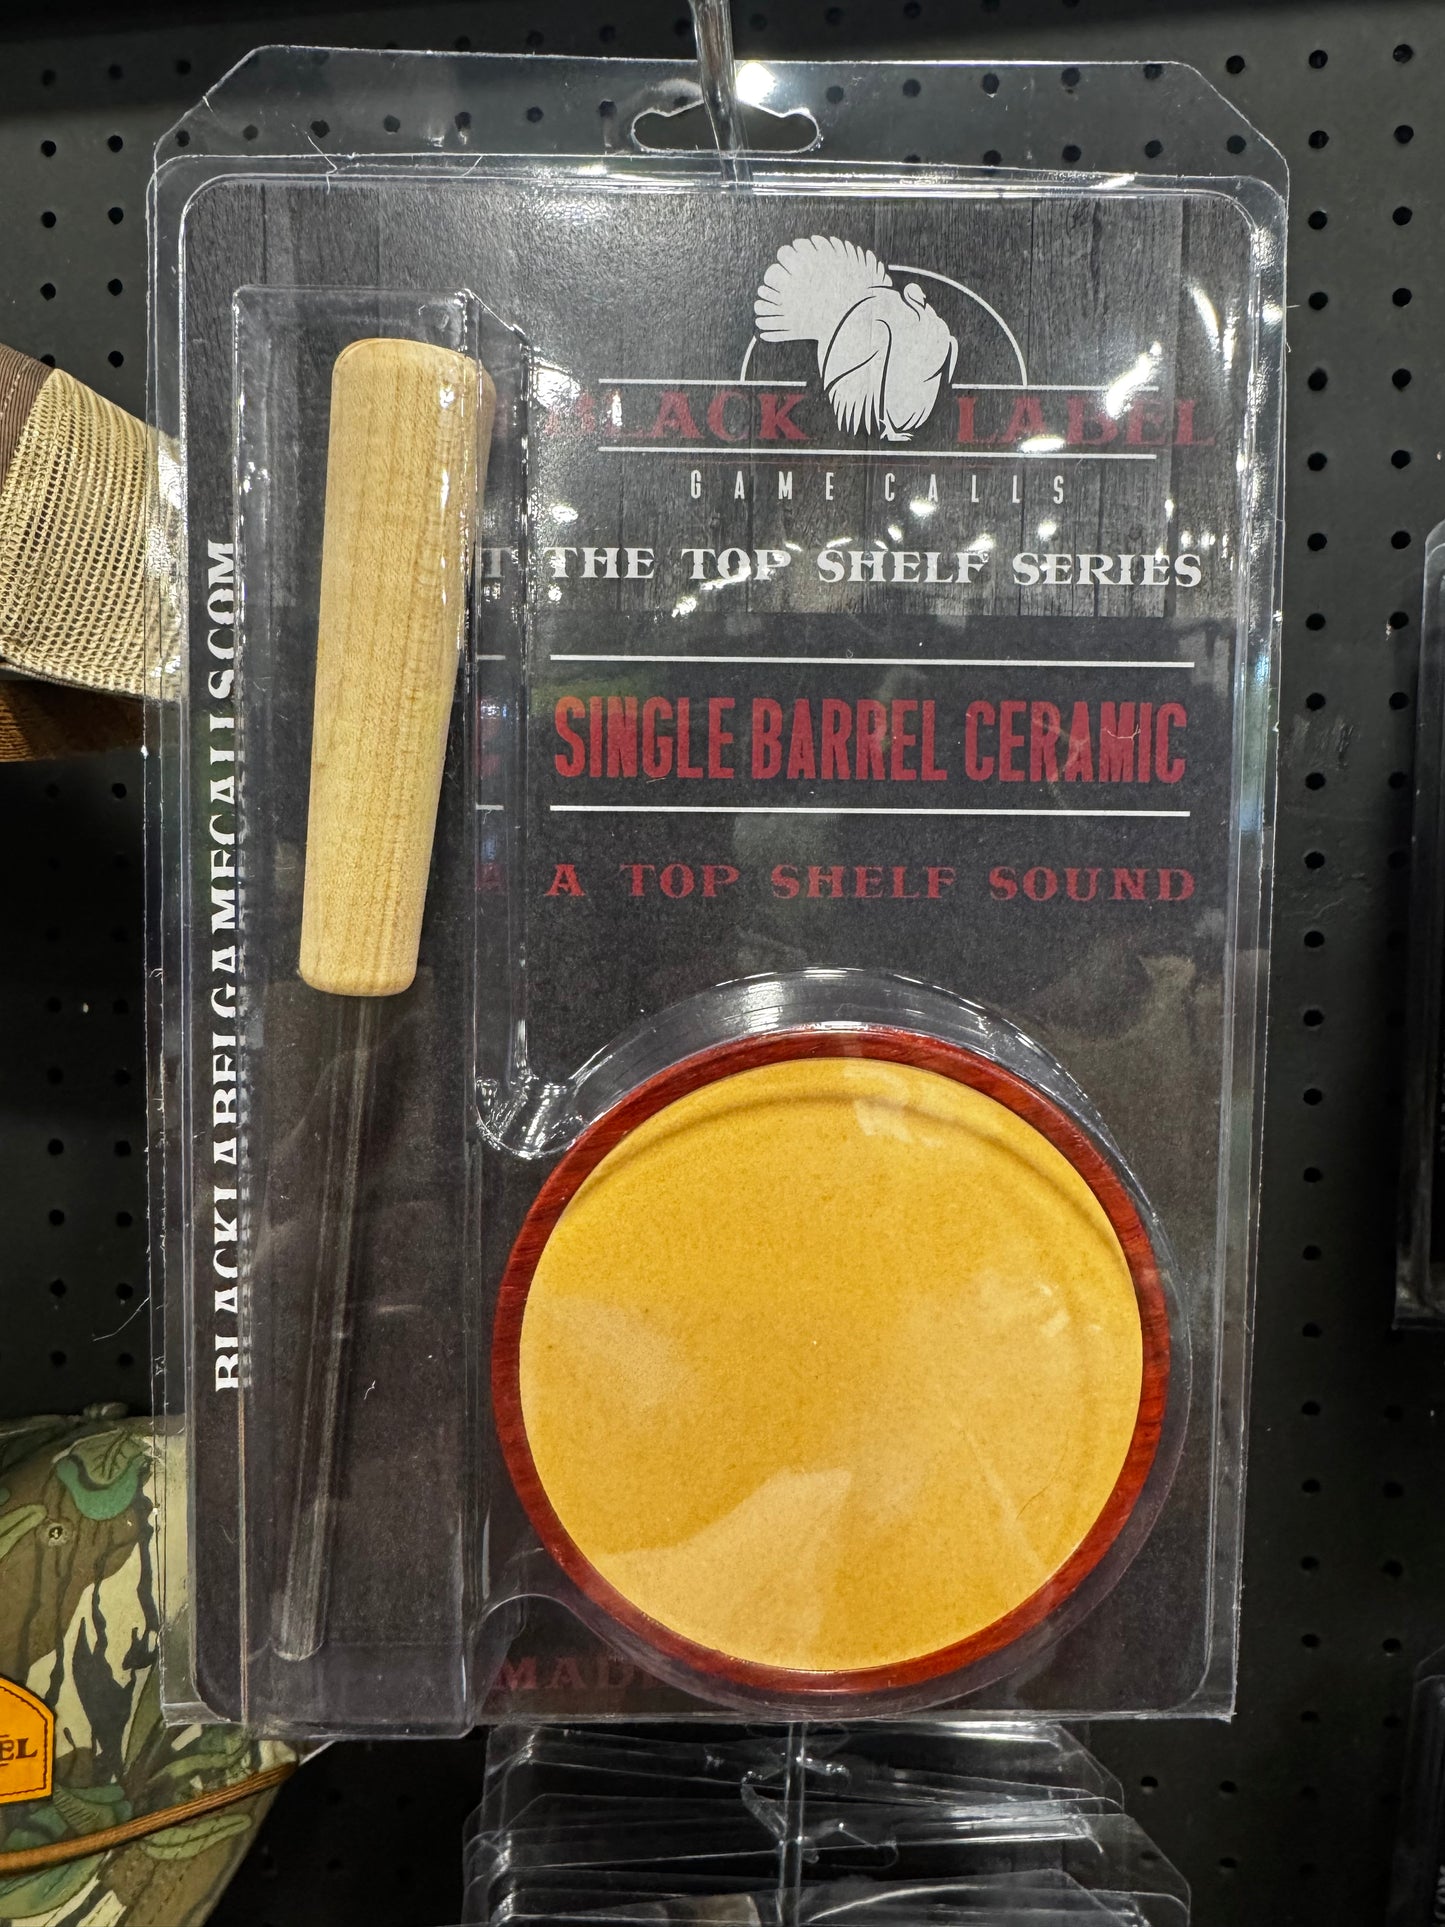 BLACK LABEL
GAME CALLS
THE TOP SHELF SERIES
SINGLE BARREL CERAMIC
A TOP SHELF SOUND
BLACKLABELGAMECALLS.COM